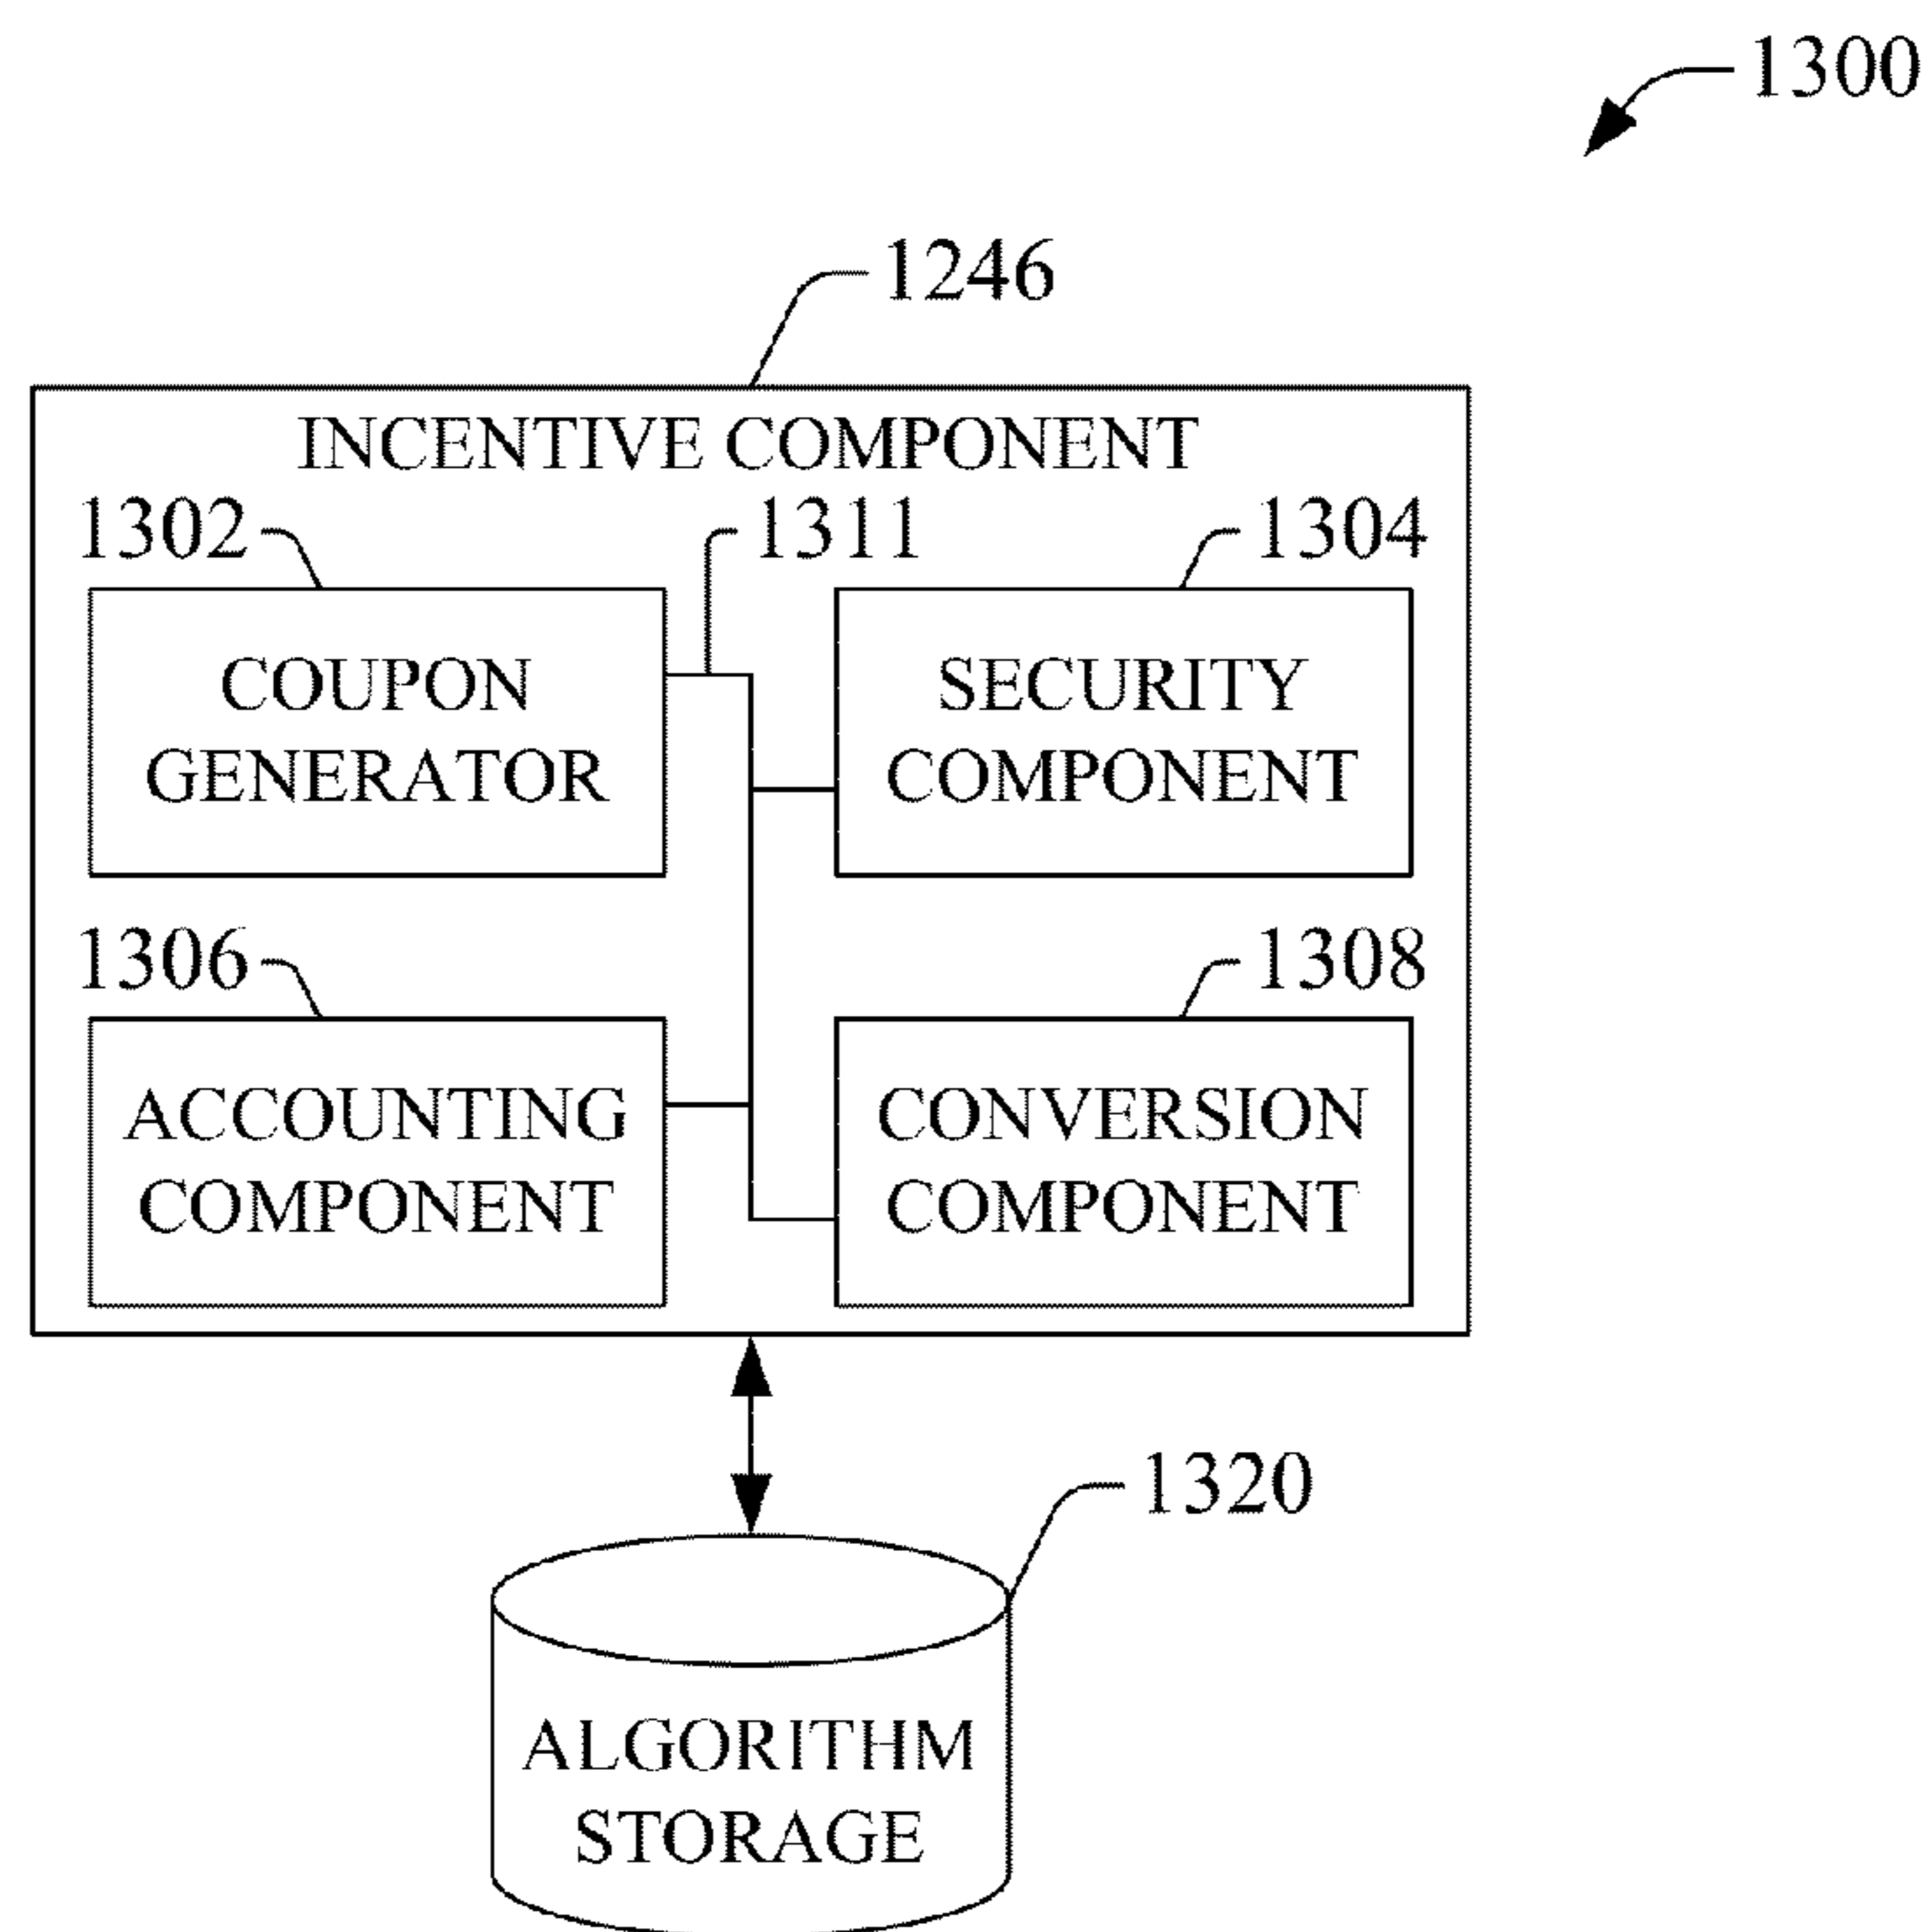 1300
1246
INCENTIVE COMPONENT
1302
1311
1304
COUPON
GENERATOR
SECURITY
COMPONENT
1306
1308
ACCOUNTING
COMPONENT
CONVERSION
COMPONENT
1320
ALGORITHM
STORAGE